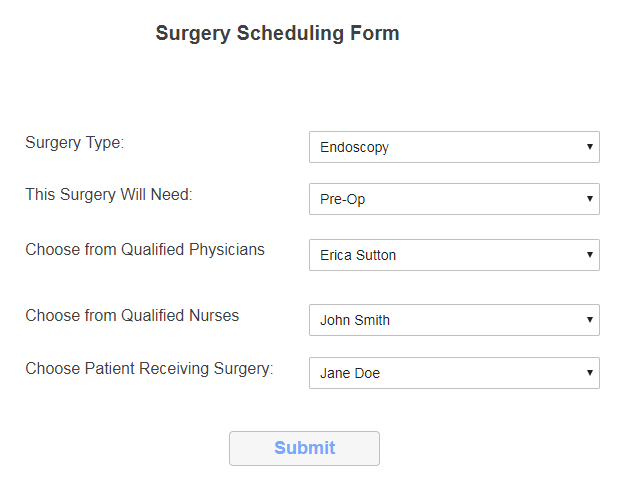 Surgery Scheduling Form
Surgery Type: Endoscopy
This Surgery Will Need: Pre-Op
Choose from Qualified Physicians Erica Sutton
Choose from Qualified Nurses John Smith
Choose Patient Receiving Surgery: Jane Doe
Submit